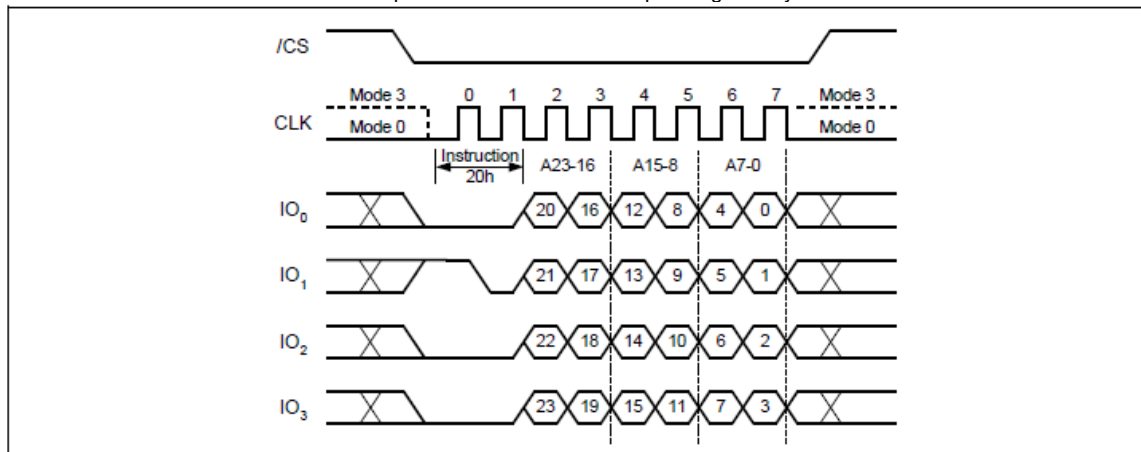 /CS
Mode 3 0 1 2 3 4 5 6 7 Mode 3
CLK Mode 0 Mode 0
Instruction A23-16 A15-8 A7-0
20h
IO0 20 16 12 8 4 0
IO1 21 17 13 9 5 1
IO2 22 18 14 10 6 2
IO3 23 19 15 11 7 3